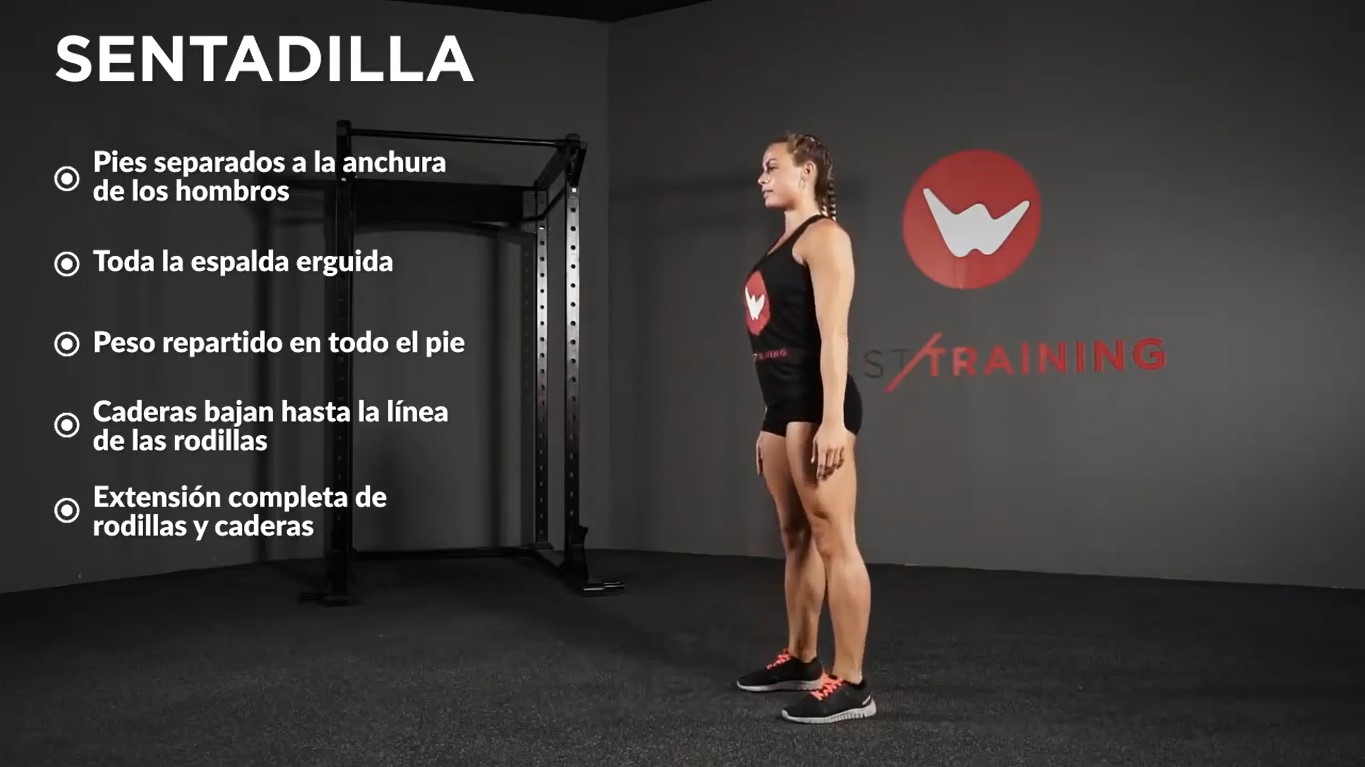 SENTADILLA
Pies separados a la anchura
de los hombros
Toda la espalda erguida
Peso repartido en todo el pie
Caderas bajan hasta la línea
de las rodillas
Extensión completa de
rodillas y caderas
ST/TRAINING